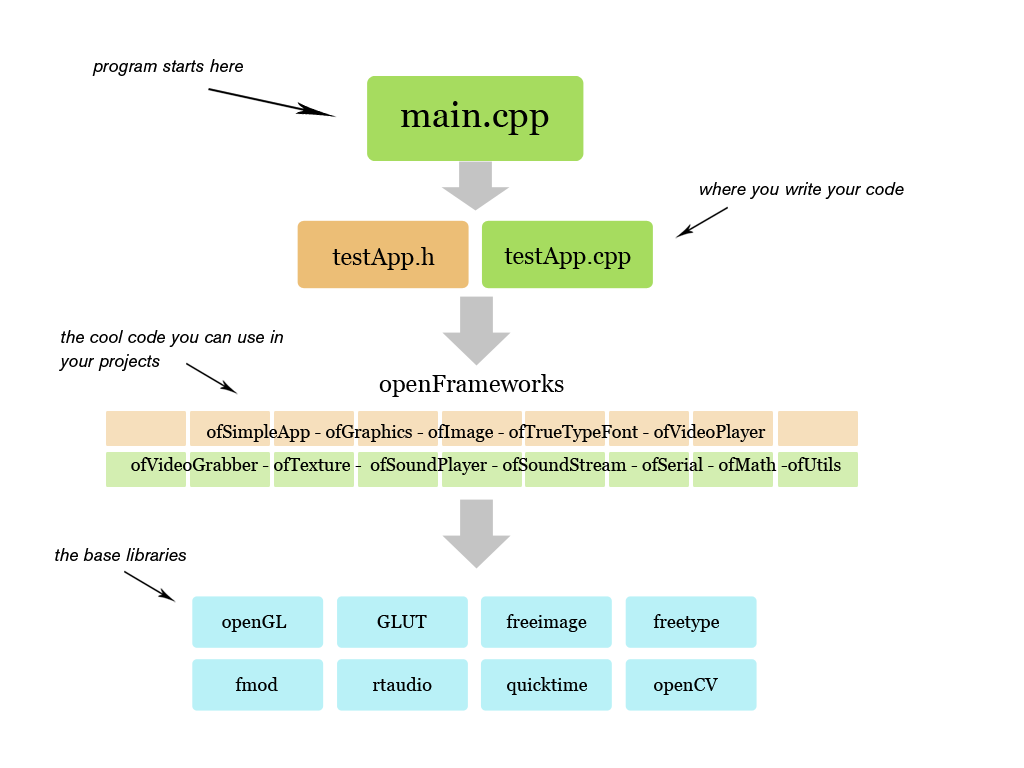 program starts here
main.cpp
where you write your code
testApp.h
testApp.cpp
the cool code you can use in
your projects
openFrameworks
ofSimpleApp - ofGraphics - ofImage - ofTrueTypeFont - ofVideoPlayer
ofVideoGrabber - ofTexture - ofSoundPlayer - ofSoundStream - ofSerial - ofMath -ofUtils
the base libraries
openGL
GLUT
freeimage
freetype
fmod
rtaudio
quicktime
openCV